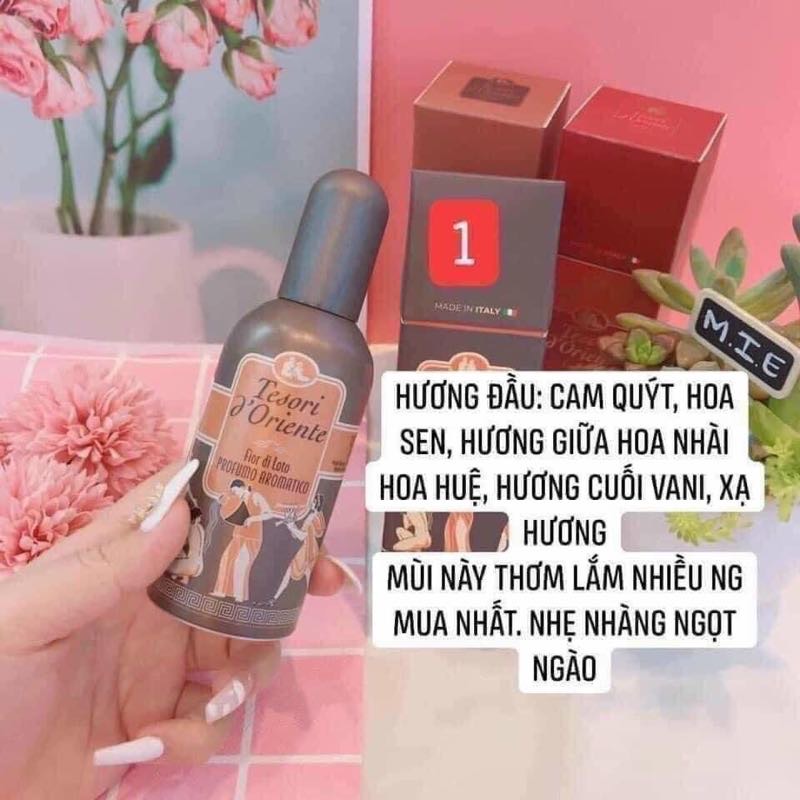 1
MADE IN ITALY
M.I.E
Tesori
d'Oriente
Fior di Loto
PROFUMO AROMATICO
Tesori
d'Oriente
HƯƠNG ĐẦU: CAM QUÝT, HOA
SEN, HƯƠNG GIỮA HOA NHÀI
HOA HUỆ, HƯƠNG CUỐI VANI, XẠ
HƯƠNG
MÙI NÀY THƠM LẮM NHIỀU NG
MUA NHẤT. NHẸ NHÀNG NGỌT
NGÀO